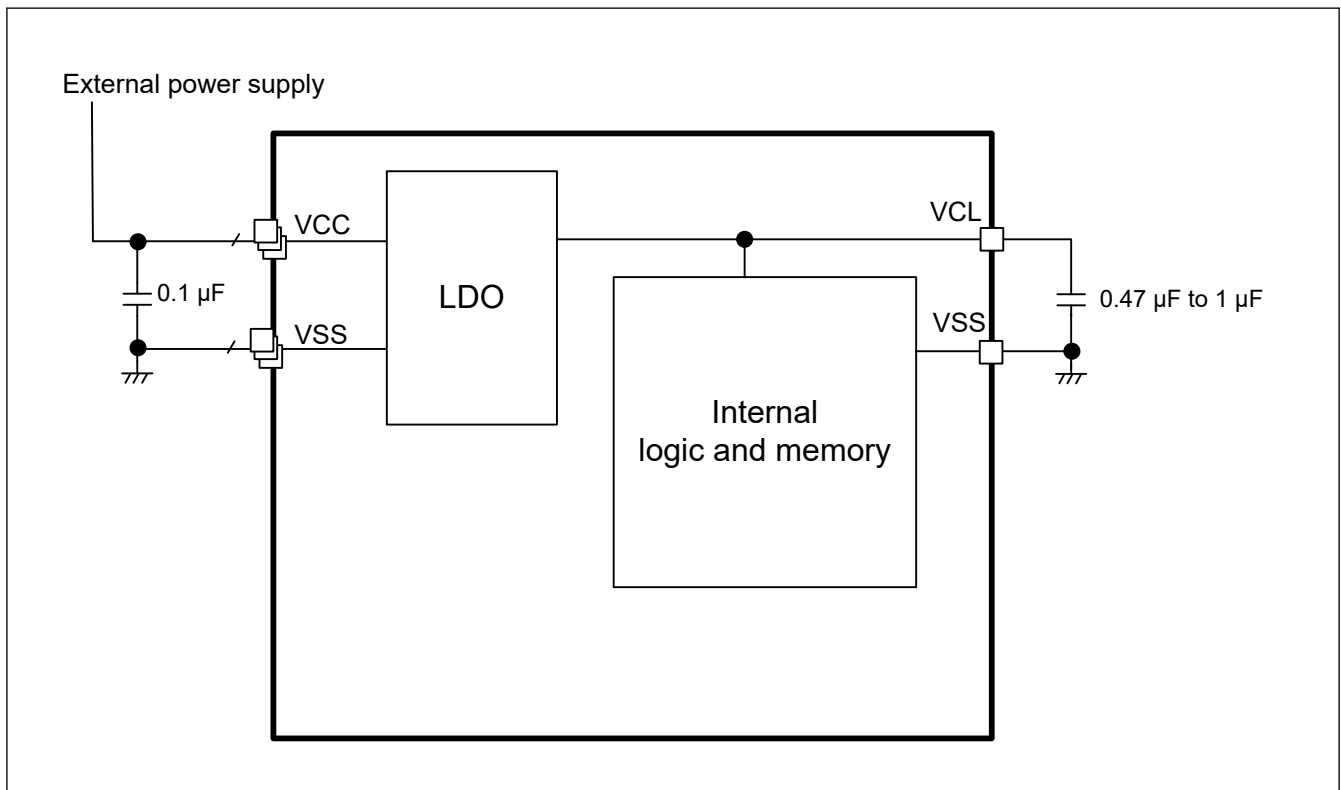 External power supply
VCC
VCL
LDO
0.1 µF
0.47 µF to 1 µF
VSS
VSS
Internal
logic and memory